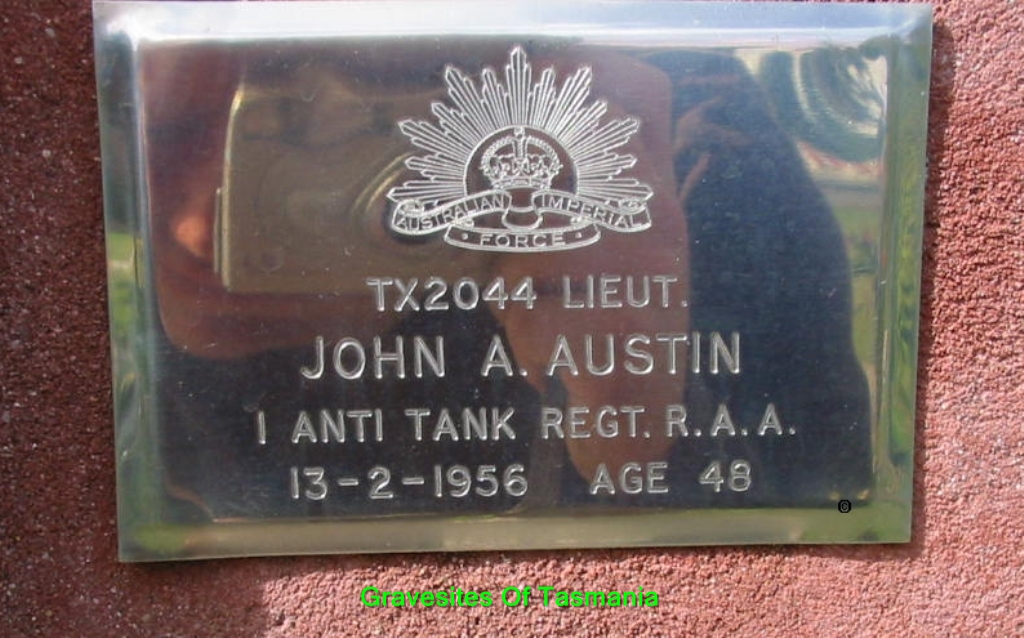 AUSTRALIAN IMPERIAL
· FORCE ·
TX2044 LIEUT.
JOHN A. AUSTIN
1 ANTI TANK REGT. R.A.A.
13-2-1956 AGE 48
©
Gravesites Of Tasmania